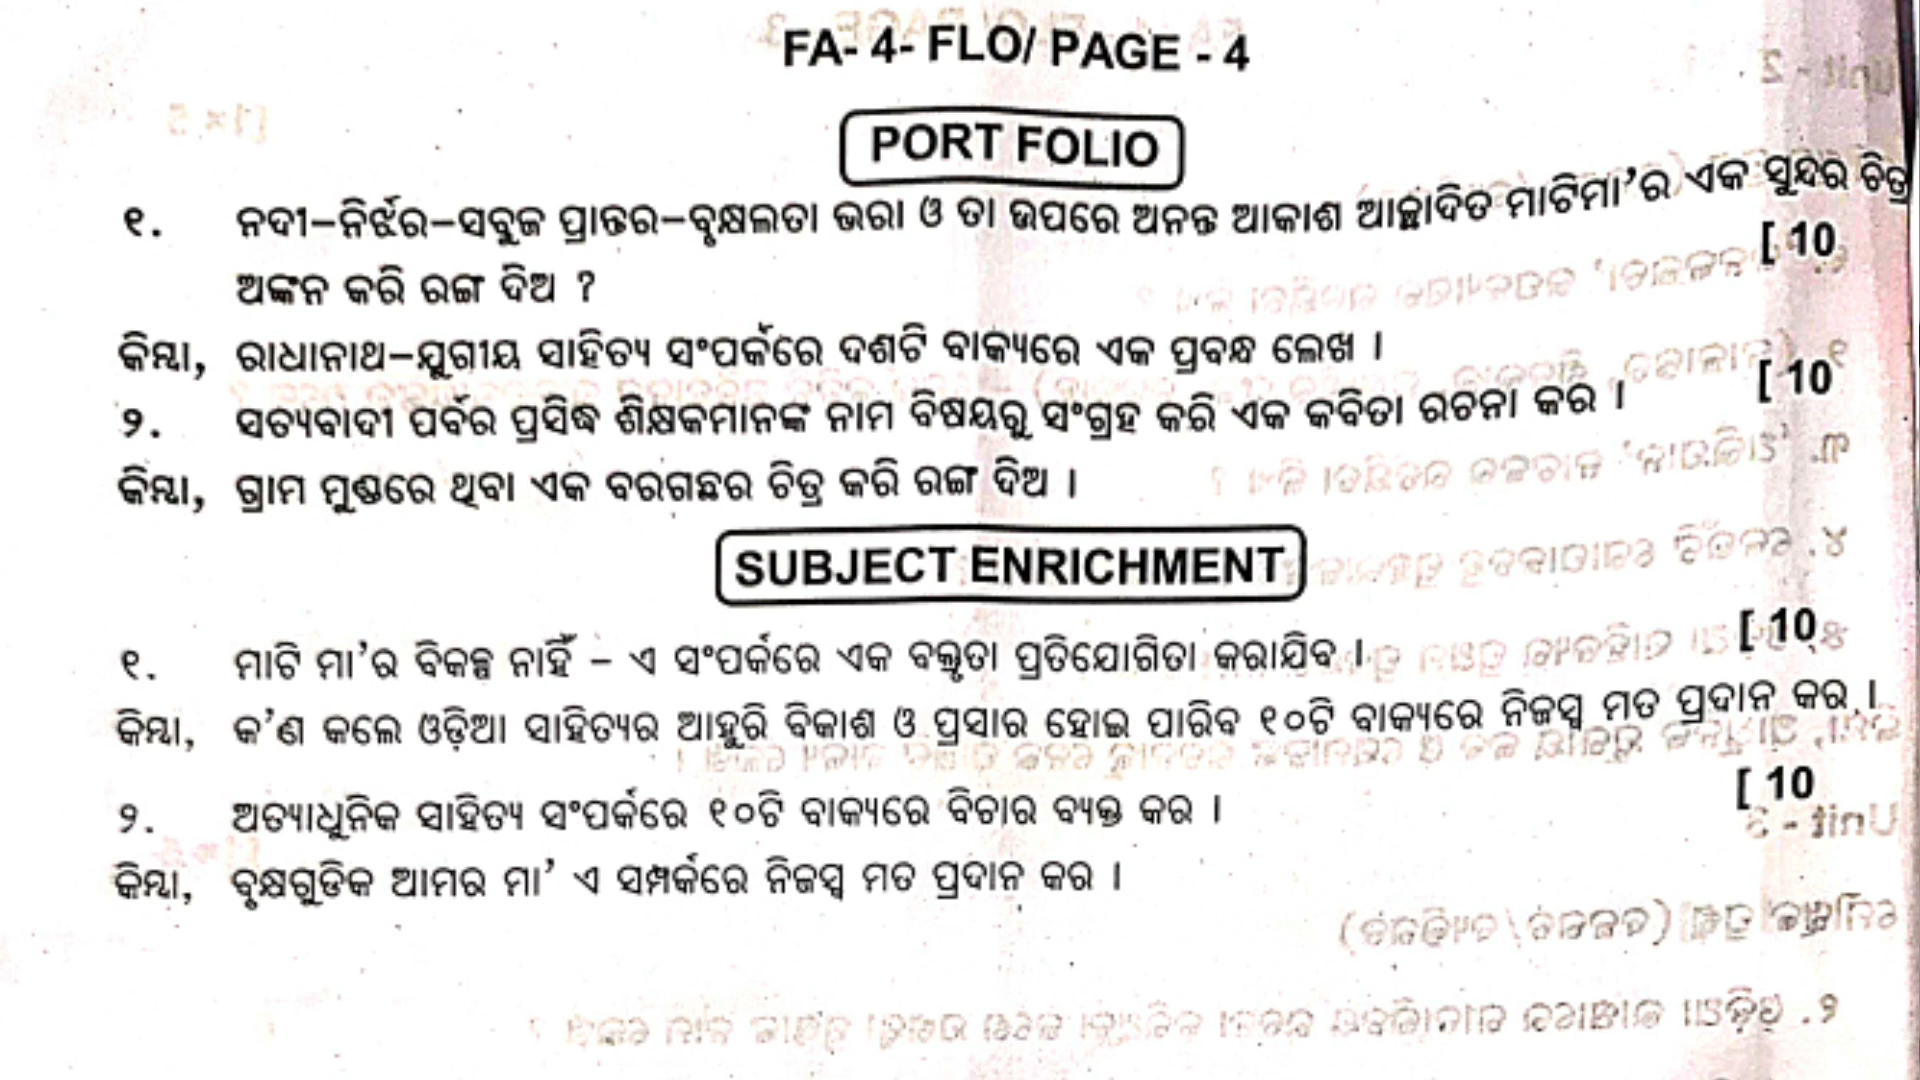 FA- 4- FLO/ PAGE - 4
PORT FOLIO
୧. ନଦୀ–ନିର୍ଝର–ସବୁଜ ପ୍ରାନ୍ତର–ବୃକ୍ଷଲତା ଭରା ଓ ତା ଉପରେ ଅନନ୍ତ ଆକାଶ ଆଚ୍ଛାଦିତ ମାଟିମା'ର ଏକ ସୁନ୍ଦର ଚିତ୍ର
ଅଙ୍କନ କରି ରଙ୍ଗ ଦିଅ ? [ 10
କିମ୍ଵା, ରାଧାନାଥ–ଯୁଗୀୟ ସାହିତ୍ୟ ସଂପର୍କରେ ଦଶଟି ବାକ୍ୟରେ ଏକ ପ୍ରବନ୍ଧ ଲେଖ ।
୨. ସତ୍ୟବାଦୀ ପର୍ବର ପ୍ରସିଦ୍ଧ ଶିକ୍ଷକମାନଙ୍କ ନାମ ବିଷୟରୁ ସଂଗ୍ରହ କରି ଏକ କବିତା ରଚନା କର । [ 10
କିମ୍ଵା, ଗ୍ରାମ ମୁଣ୍ଡରେ ଥିବା ଏକ ବରଗଛର ଚିତ୍ର କରି ରଙ୍ଗ ଦିଅ ।
SUBJECT ENRICHMENT
୧. ମାଟି ମା'ର ବିକଳ୍ପ ନାହିଁ – ଏ ସଂପର୍କରେ ଏକ ବକ୍ତୃତା ପ୍ରତିଯୋଗିତା କରାଯିବ । [ 10
କିମ୍ଵା, କ'ଣ କଲେ ଓଡ଼ିଆ ସାହିତ୍ୟର ଆହୁରି ବିକାଶ ଓ ପ୍ରସାର ହୋଇ ପାରିବ ୧୦ଟି ବାକ୍ୟରେ ନିଜସ୍ୱ ମତ ପ୍ରଦାନ କର ।
୨. ଅତ୍ୟାଧୁନିକ ସାହିତ୍ୟ ସଂପର୍କରେ ୧୦ଟି ବାକ୍ୟରେ ବିଚାର ବ୍ୟକ୍ତ କର । [ 10
କିମ୍ଵା, ବୃକ୍ଷଗୁଡିକ ଆମର ମା' ଏ ସମ୍ପର୍କରେ ନିଜସ୍ୱ ମତ ପ୍ରଦାନ କର ।